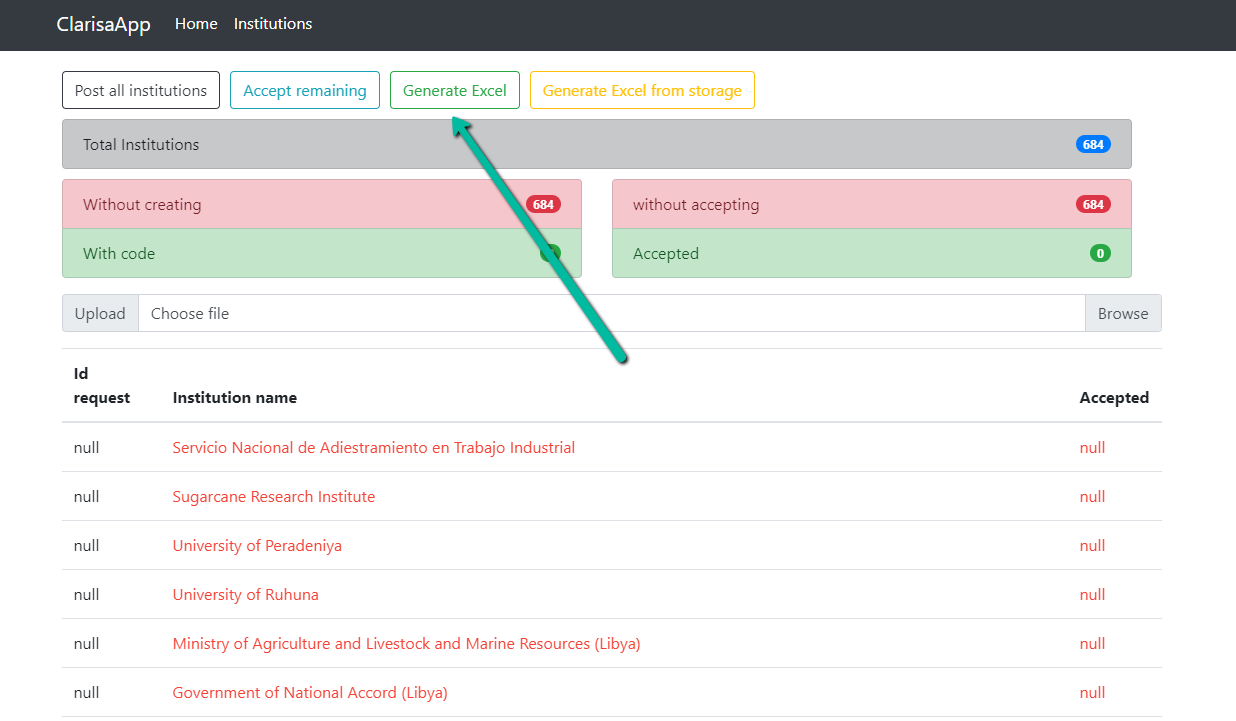 ClarisaApp Home Institutions
Post all institutions Accept remaining Generate Excel Generate Excel from storage
Total Institutions 684
Without creating 684 without accepting 684
With code Accepted 0
Upload Choose file Browse
Id request Institution name Accepted
null Servicio Nacional de Adiestramiento en Trabajo Industrial null
null Sugarcane Research Institute null
null University of Peradeniya null
null University of Ruhuna null
null Ministry of Agriculture and Livestock and Marine Resources (Libya) null
null Government of National Accord (Libya) null